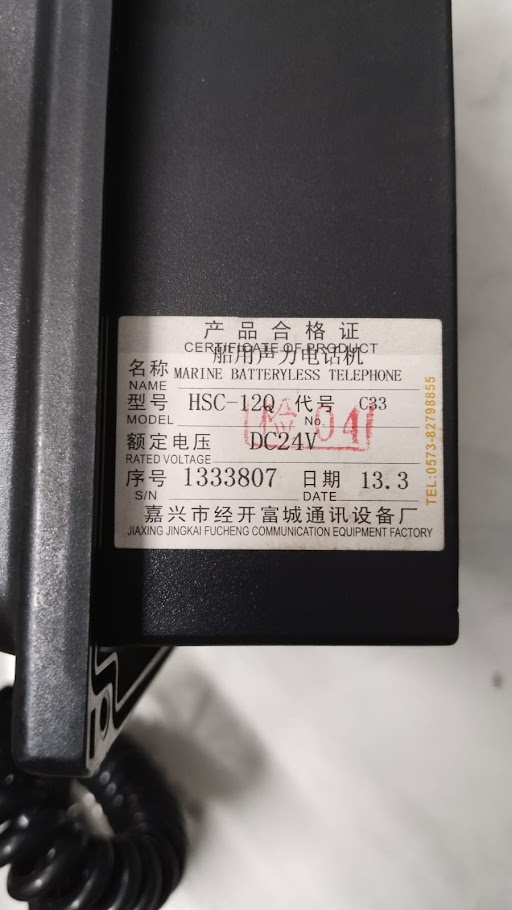 产品合格证
CERTIFICATE OF PRODUCT
船用声力电话机
名称 MARINE BATTERYLESS TELEPHONE
NAME
型号 HSC-12Q 代号 C33
MODEL No.
检 04
额定电压 DC24V
RATED VOLTAGE
序号 1333807 日期 13.3
S/N DATE
嘉兴市经开富城通讯设备厂
JIAXING JINGKAI FUCHENG COMMUNICATION EQUIPMENT FACTORY
TEL:0573-82798855